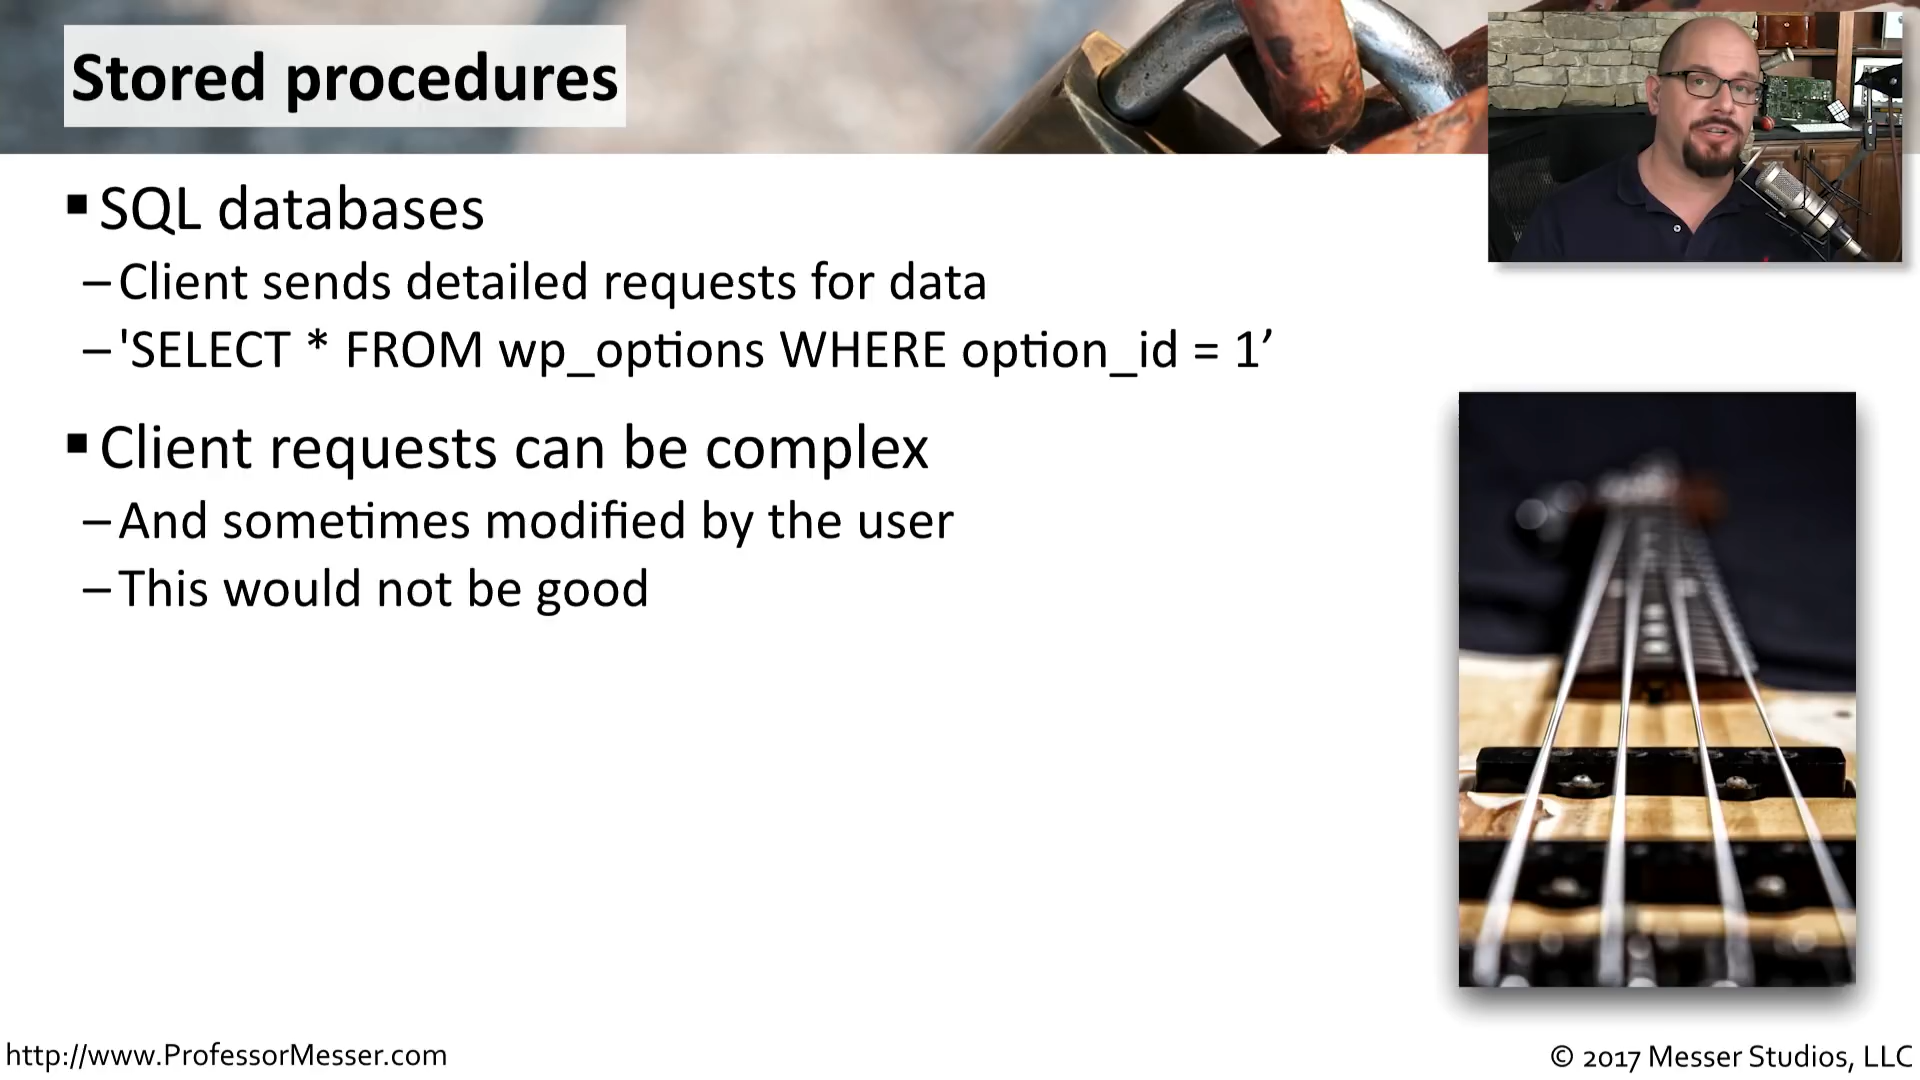 Stored procedures
▪ SQL databases
– Client sends detailed requests for data
– 'SELECT * FROM wp_options WHERE option_id = 1’
▪ Client requests can be complex
– And sometimes modified by the user
– This would not be good
http://www.ProfessorMesser.com
© 2017 Messer Studios, LLC